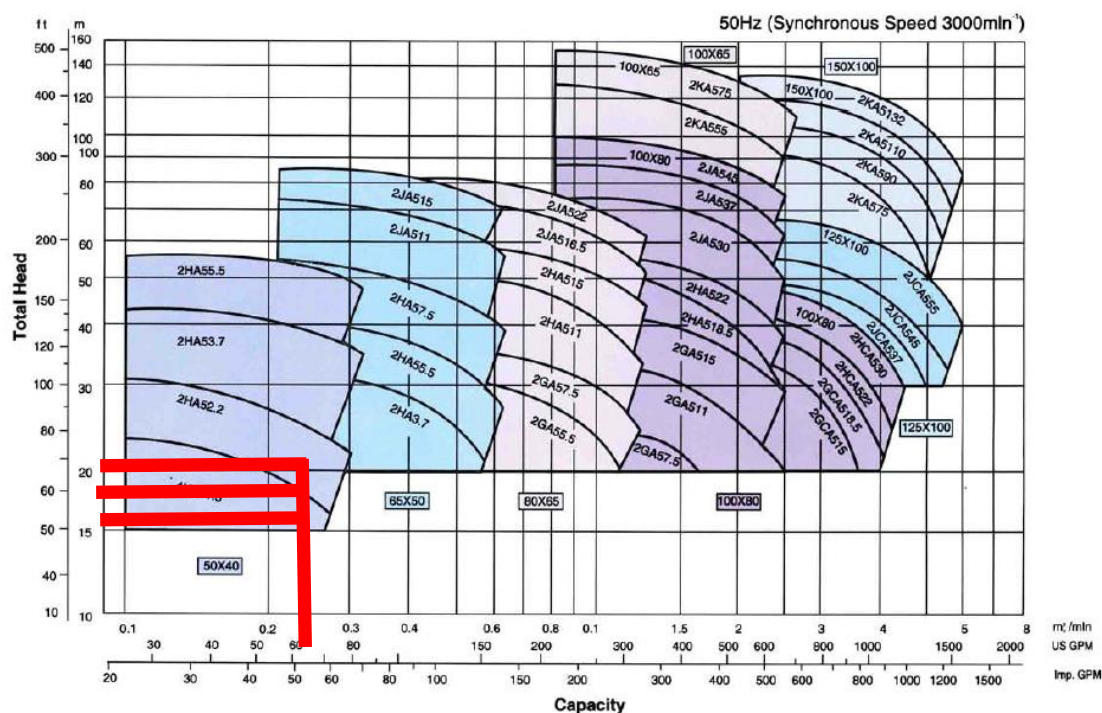 50Hz (Synchronous Speed 3000mln⁻¹)
ft m
500 160
140
400 120
100
300 100
80
200 60
50
150
40
120
100 30
80
20
60
50 15
40
10 10
Total Head
100X65
150X100
100X65
2KA575
2KA555
150X100
2KA5132
2KA5110
2KA590
2KA575
100X80
2JA545
2JA537
2JA530
2HA522
2HA518.5
2GA515
2GA511
2GA57.5
125X100
2JCA555
2JCA545
2JCA537
100X80
2HCA530
2HCA522
2GCA518.5
2GCA515
2JA522
2JA516.5
2HA515
2HA511
2GA57.5
2GA55.5
2JA515
2JA511
2HA57.5
2HA55.5
2HA3.7
2HA55.5
2HA53.7
2HA52.2
125X100
65X50
80X65
100X80
50X40
0.1 0.2 0.3 0.4 0.6 0.8 0.1 1.5 2 3 4 5 8 m³/mln
30 60 80 150 200 300 400 500 600 800 1000 1500 2000 US GPM
20 30 40 50 60 80 100 150 200 300 400 500 600 800 1000 1200 1500 Imp. GPM
Capacity